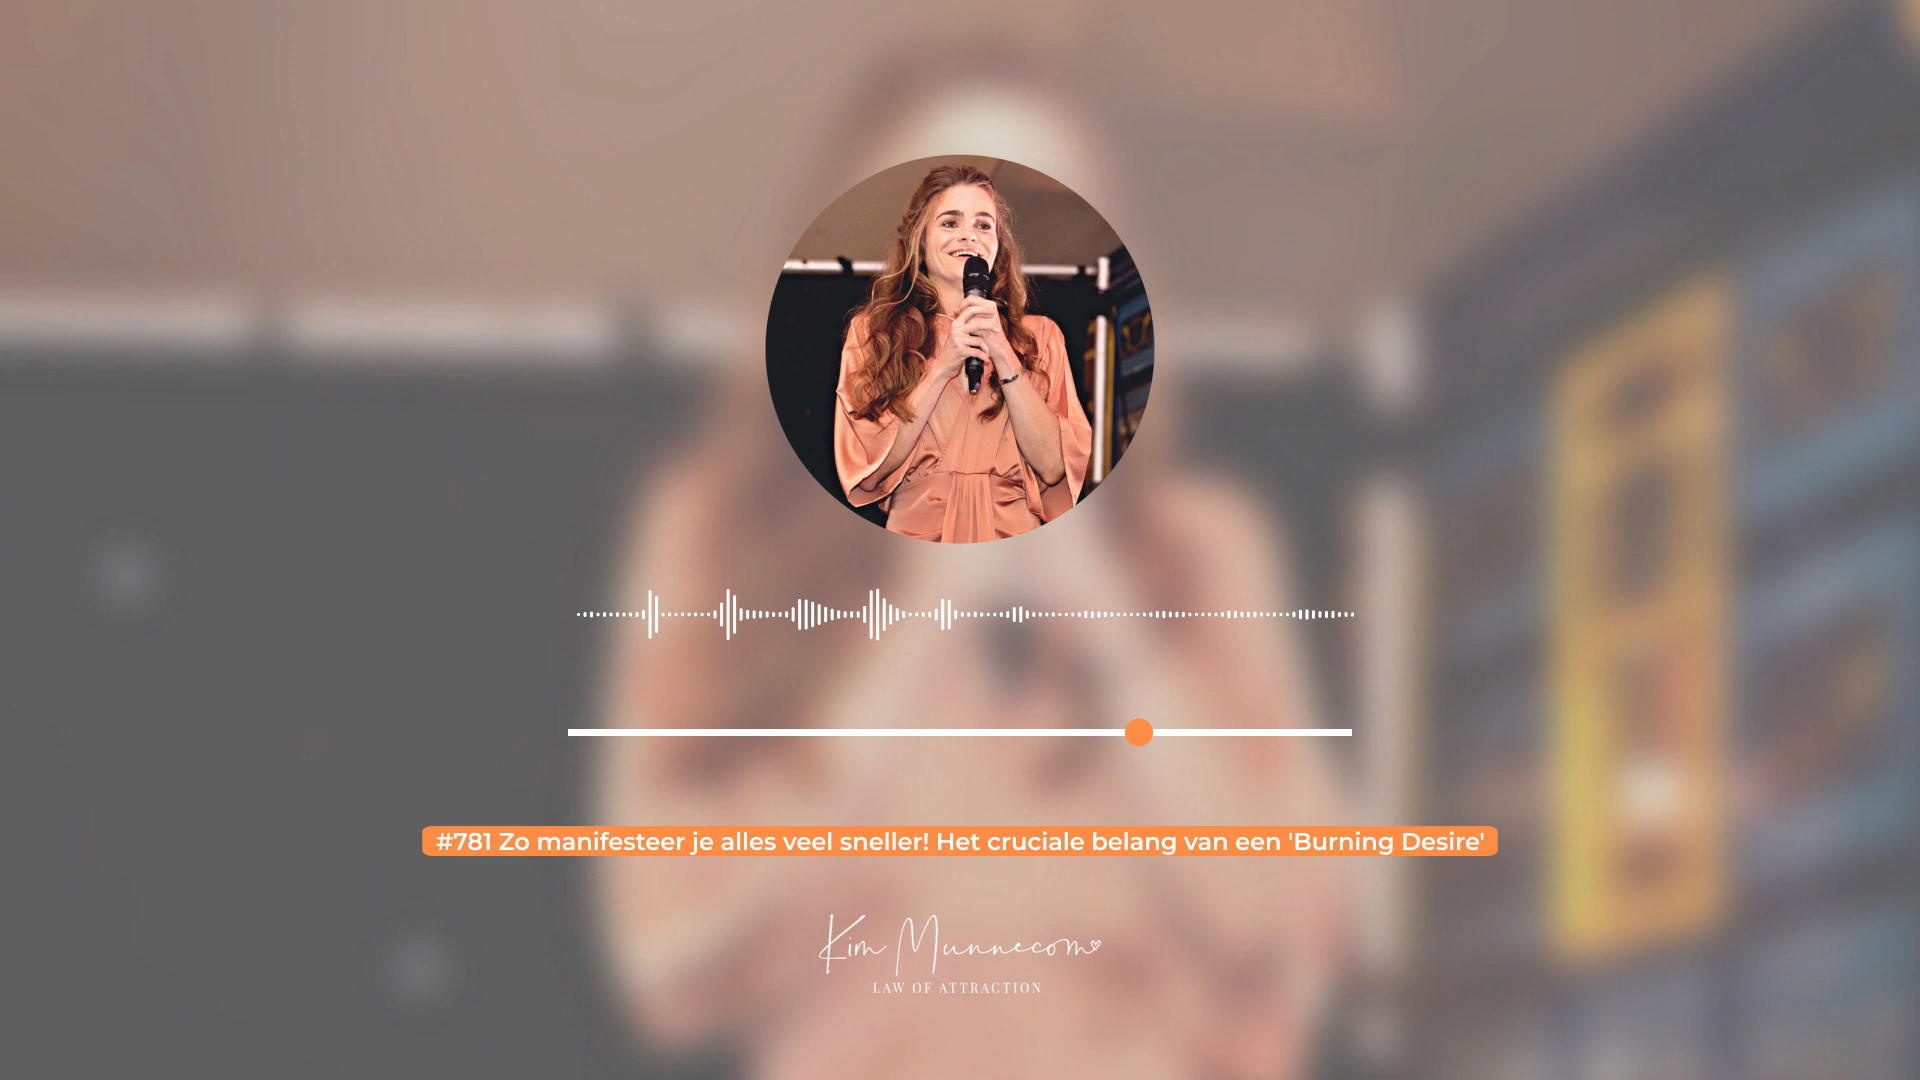 #781 Zo manifesteer je alles veel sneller! Het cruciale belang van een 'Burning Desire'
Kim Munnecom
LAW OF ATTRACTION